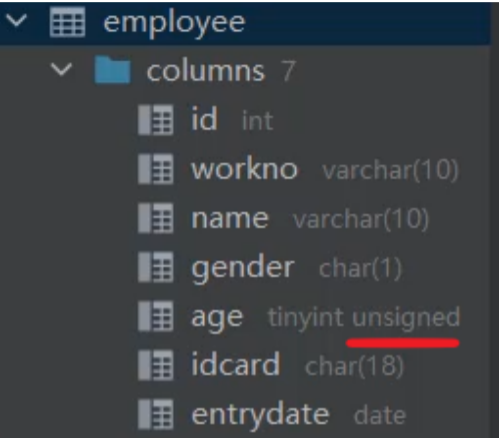 employee
columns 7
id int
workno varchar(10)
name varchar(10)
gender char(1)
age tinyint unsigned
idcard char(18)
entrydate date